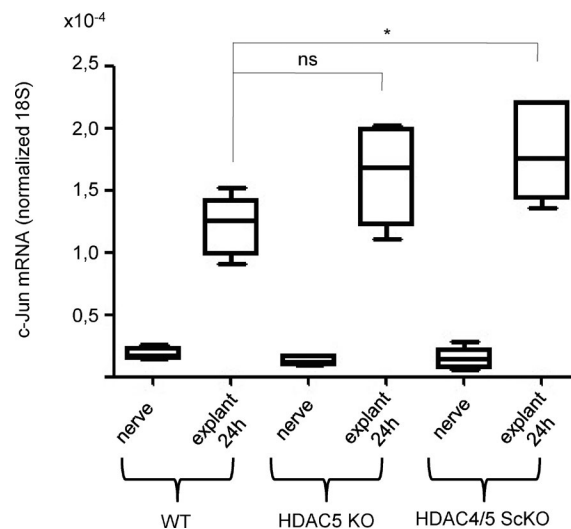 x10-4
*
2,5
ns
2,0
1,5
1,0
0,5
c-Jun mRNA (normalized 18S)
nerve
explant
24h
nerve
explant
24h
nerve
explant
24h
WT
HDAC5 KO
HDAC4/5 ScKO